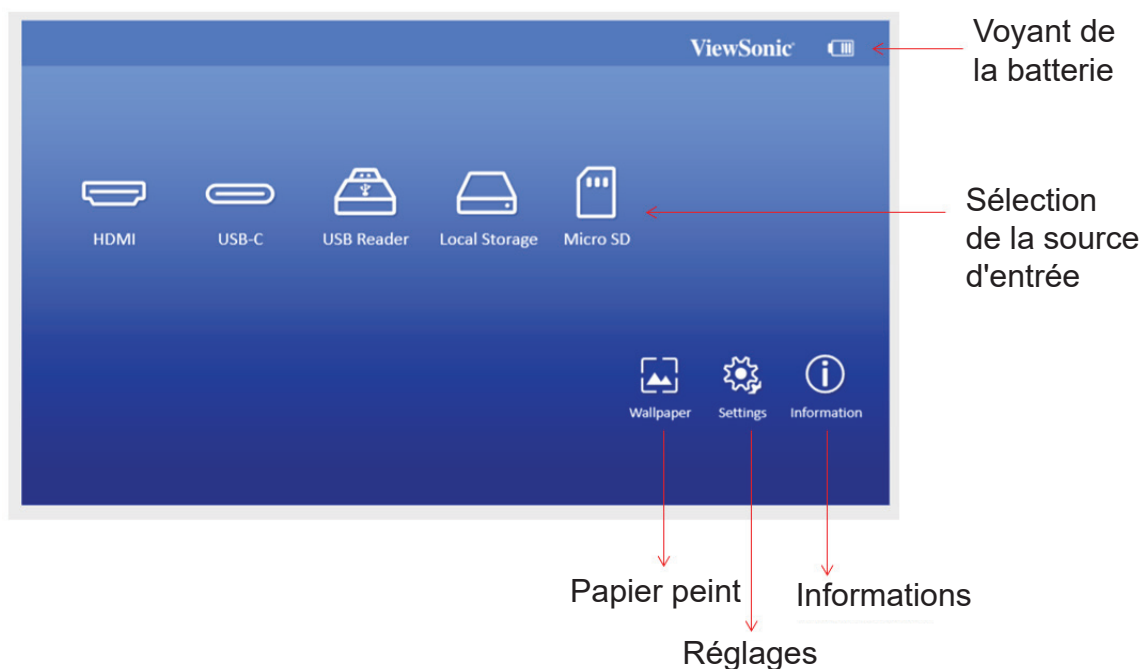 ViewSonic
Voyant de
la batterie
HDMI
USB-C
USB Reader
Local Storage
Micro SD
Sélection
de la source
d'entrée
Wallpaper
Settings
Information
Papier peint
Informations
Réglages